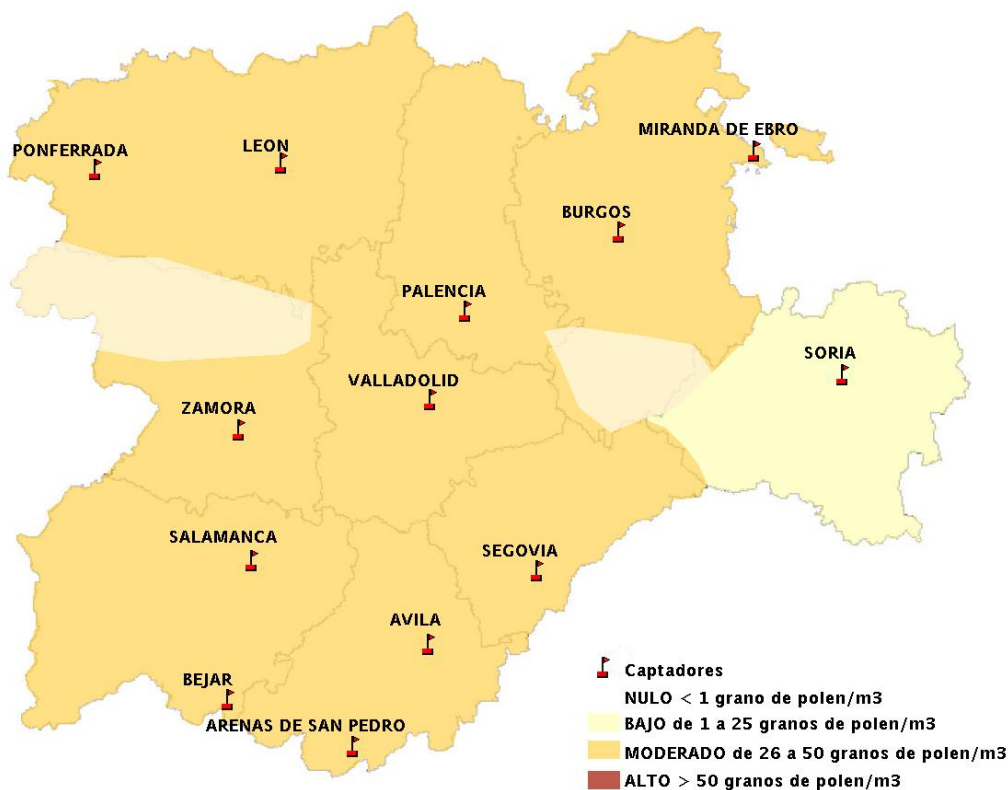 MIRANDA DE EBRO
PONFERRADA
LEON
BURGOS
PALENCIA
SORIA
VALLADOLID
ZAMORA
SALAMANCA
SEGOVIA
AVILA
BEJAR
ARENAS DE SAN PEDRO
Captadores
NULO < 1 grano de polen/m3
BAJO de 1 a 25 granos de polen/m3
MODERADO de 26 a 50 granos de polen/m3
ALTO > 50 granos de polen/m3